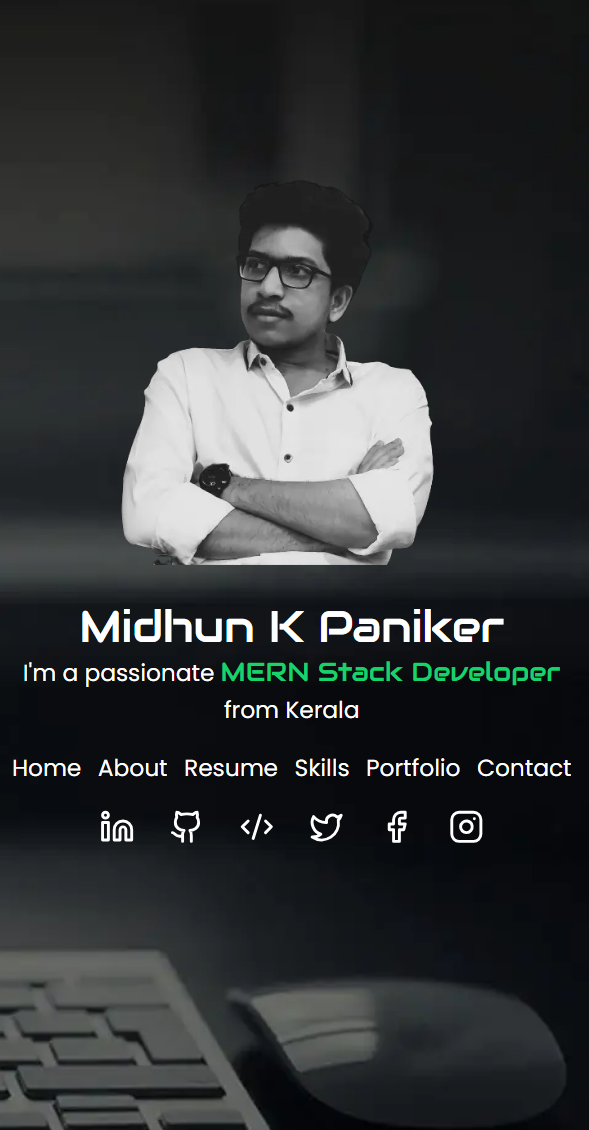 Midhun K Paniker
I'm a passionate MERN Stack Developer
from Kerala
Home About Resume Skills Portfolio Contact